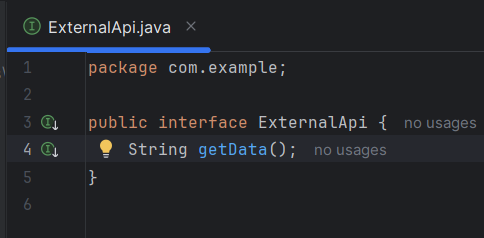 ExternalApi.java
1 package com.example;
2
3 public interface ExternalApi { no usages
4 String getData(); no usages
5 }
6